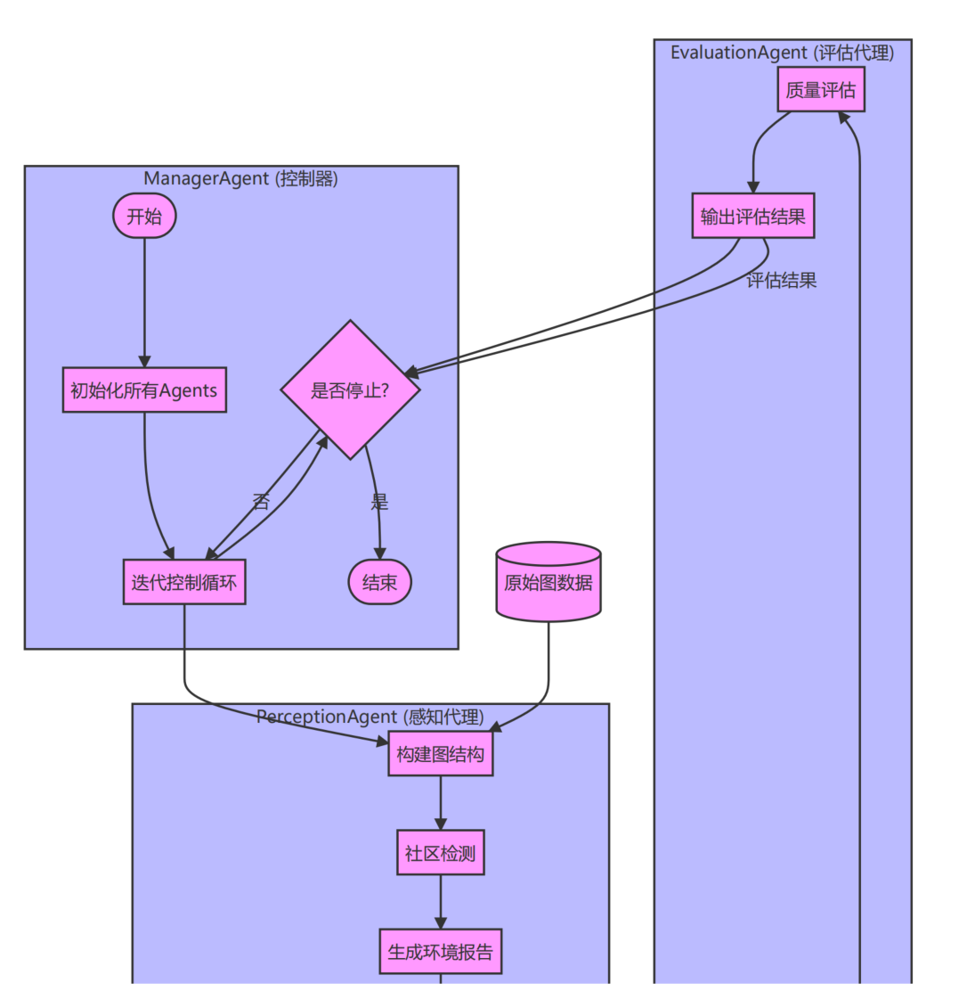 EvaluationAgent (评估代理)
质量评估
输出评估结果
评估结果
ManagerAgent (控制器)
开始
初始化所有Agents
是否停止?
否
是
迭代控制循环
结束
原始图数据
PerceptionAgent (感知代理)
构建图结构
社区检测
生成环境报告